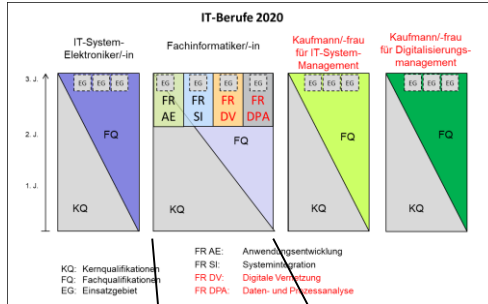 IT-Berufe 2020
IT-System-
Elektroniker/-in
Fachinformatiker/-in
Kaufmann/-frau
für IT-System-
Management
Kaufmann/-frau
für Digitalisierungs-
management
3. J.
2. J.
1. J.
EG EG EG
FQ
KQ
EG EG EG EG
FR AE
FR SI
FR DV
FR DPA
FQ
KQ
EG EG EG
FQ
KQ
EG EG EG
FQ
KQ
KQ: Kernqualifikationen
FQ: Fachqualifikationen
EG: Einsatzgebiet
FR AE: Anwendungsentwicklung
FR SI: Systemintegration
FR DV: Digitale Vernetzung
FR DPA: Daten- und Prozessanalyse